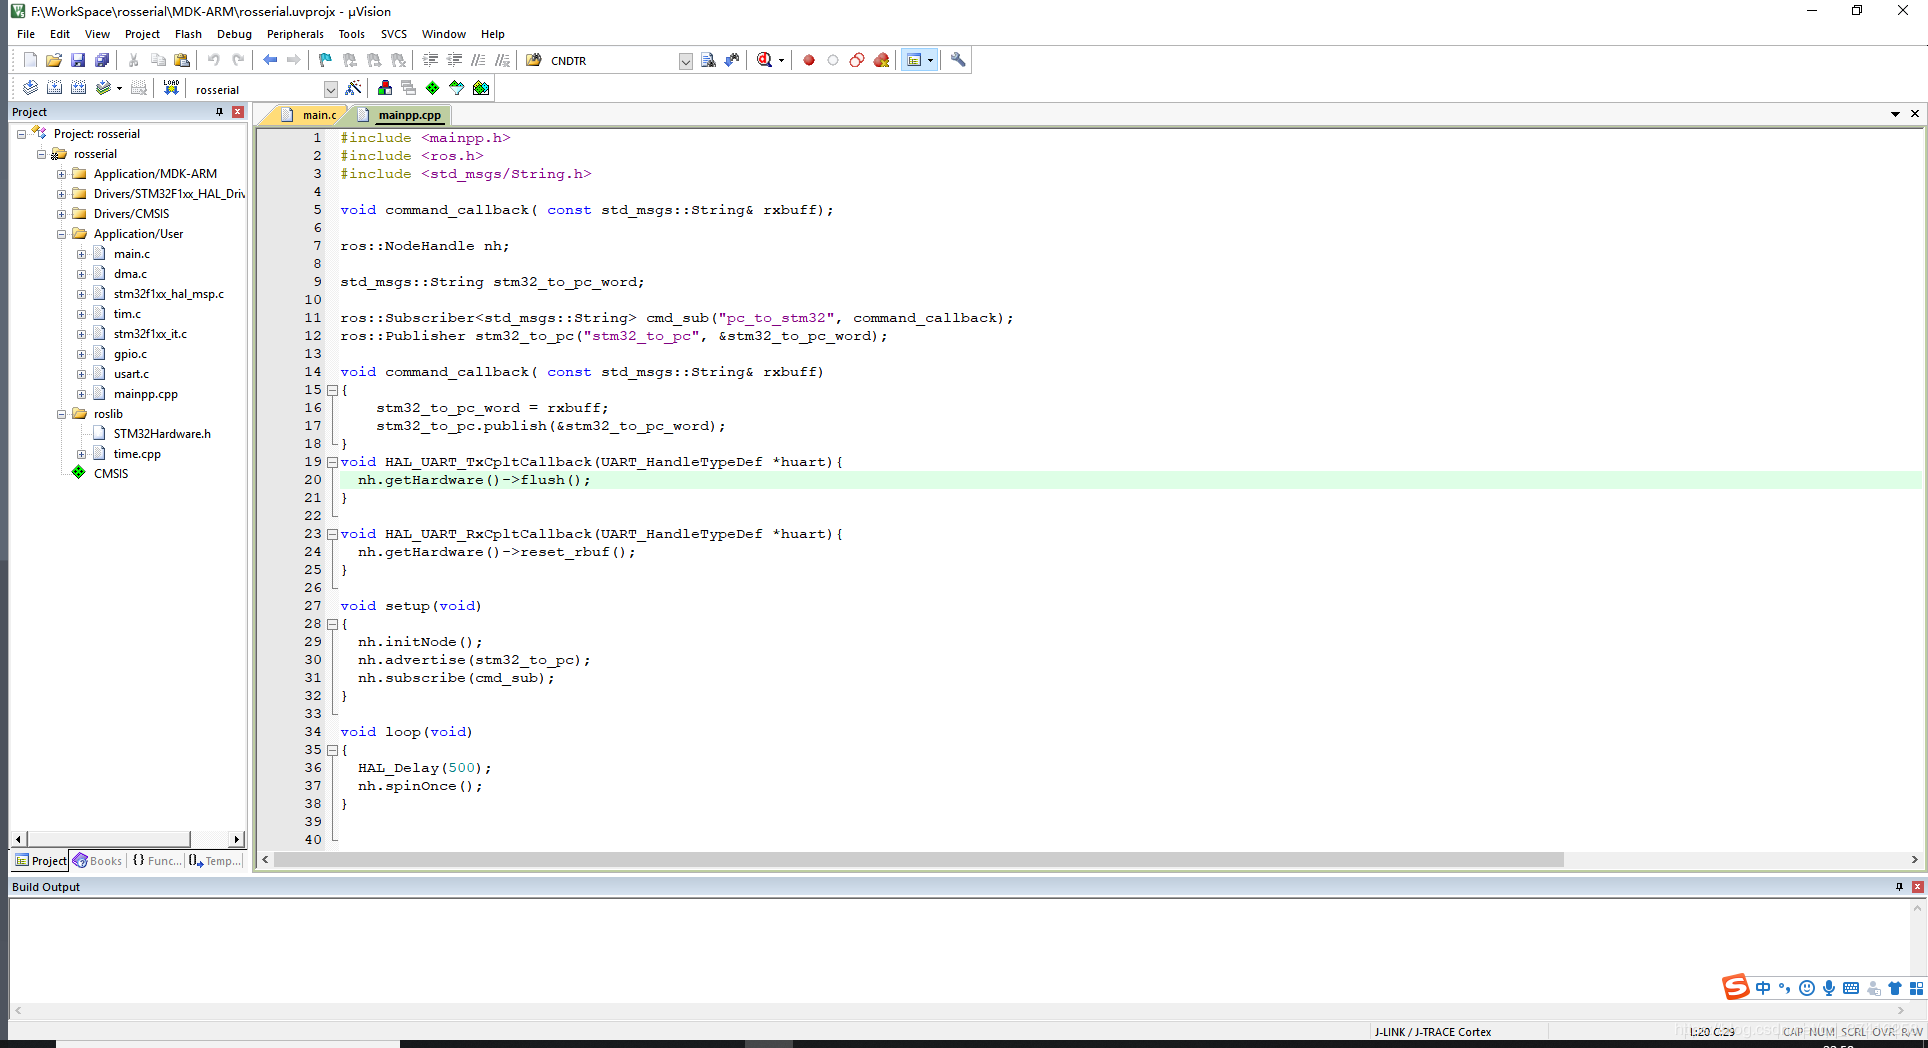 F:\WorkSpace\rosserial\MDK-ARM\rosserial.uvprojx - µVision
File Edit View Project Flash Debug Peripherals Tools SVCS Window Help
CNDTR
LOAD
rosserial
Project
Project: rosserial
rosserial
Application/MDK-ARM
Drivers/STM32F1xx_HAL_Driv
Drivers/CMSIS
Application/User
main.c
dma.c
stm32f1xx_hal_msp.c
tim.c
stm32f1xx_it.c
gpio.c
usart.c
mainpp.cpp
roslib
STM32Hardware.h
time.cpp
CMSIS
Project Books {} Func... Temp...
main.c mainpp.cpp
1 #include <mainpp.h>
2 #include <ros.h>
3 #include <std_msgs/String.h>
4
5 void command_callback( const std_msgs::String& rxbuff);
6
7 ros::NodeHandle nh;
8
9 std_msgs::String stm32_to_pc_word;
10
11 ros::Subscriber<std_msgs::String> cmd_sub("pc_to_stm32", command_callback);
12 ros::Publisher stm32_to_pc("stm32_to_pc", &stm32_to_pc_word);
13
14 void command_callback( const std_msgs::String& rxbuff)
15 {
16 stm32_to_pc_word = rxbuff;
17 stm32_to_pc.publish(&stm32_to_pc_word);
18 }
19 void HAL_UART_TxCpltCallback(UART_HandleTypeDef *huart){
20 nh.getHardware()->flush();
21 }
22
23 void HAL_UART_RxCpltCallback(UART_HandleTypeDef *huart){
24 nh.getHardware()->reset_rbuf();
25 }
26
27 void setup(void)
28 {
29 nh.initNode();
30 nh.advertise(stm32_to_pc);
31 nh.subscribe(cmd_sub);
32 }
33
34 void loop(void)
35 {
36 HAL_Delay(500);
37 nh.spinOnce();
38 }
39
40
Build Output
S 中
J-LINK / J-TRACE Cortex L:20 C:29 CAP NUM SCRL OVR R/W